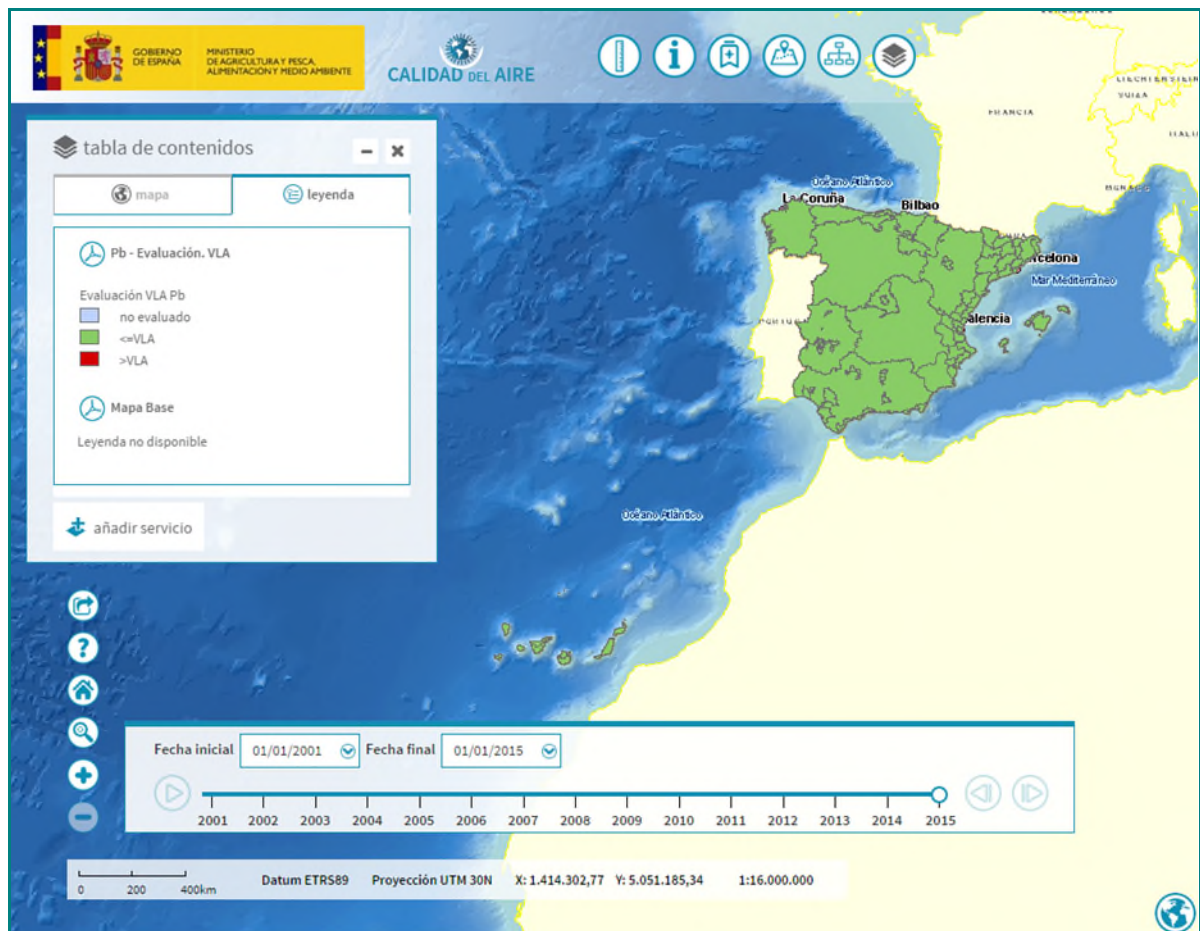 GOBIERNO
DE ESPAÑA
MINISTERIO
DE AGRICULTURA Y PESCA,
ALIMENTACIÓN Y MEDIO AMBIENTE
CALIDAD DEL AIRE
LIECHTENSTEIN
SUIZA
FRANCIA
ITALI
MONACO
tabla de contenidos
mapa
leyenda
Pb - Evaluación. VLA
Evaluación VLA Pb
no evaluado
<=VLA
>VLA
Mapa Base
Leyenda no disponible
añadir servicio
Océano Atlántico
La Coruña
Bilbao
rcelona
Mar Mediterráneo
alencia
PORTU
Océano Atlántico
Fecha inicial 01/01/2001 Fecha final 01/01/2015
2001 2002 2003 2004 2005 2006 2007 2008 2009 2010 2011 2012 2013 2014 2015
0 200 400km Datum ETRS89 Proyección UTM 30N X: 1.414.302,77 Y: 5.051.185,34 1:16.000.000